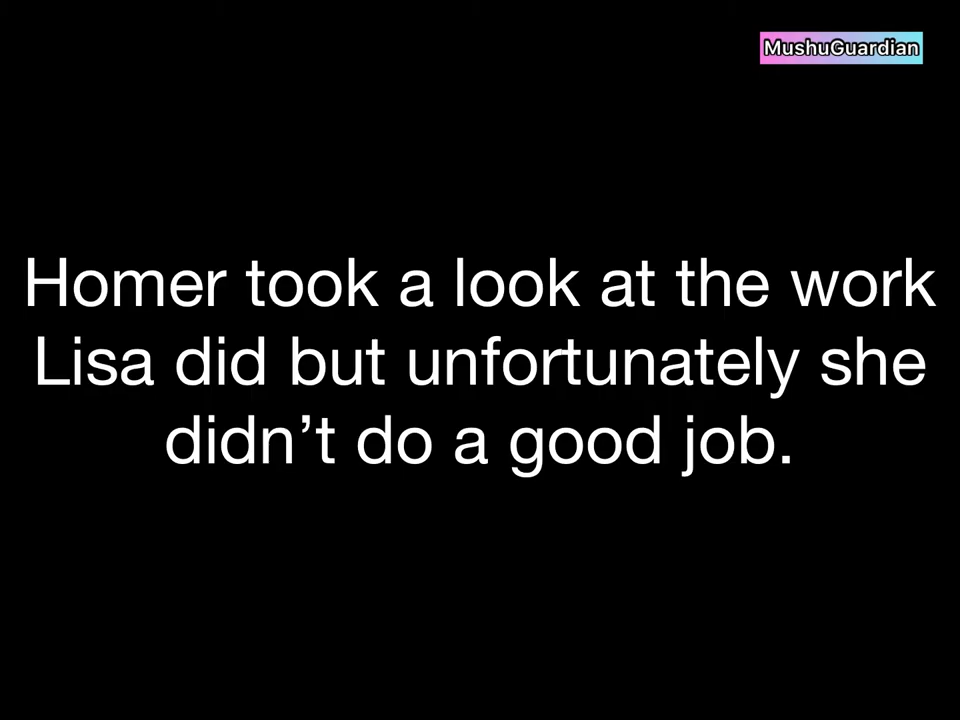 MushuGuardian
Homer took a look at the work
Lisa did but unfortunately she
didn’t do a good job.